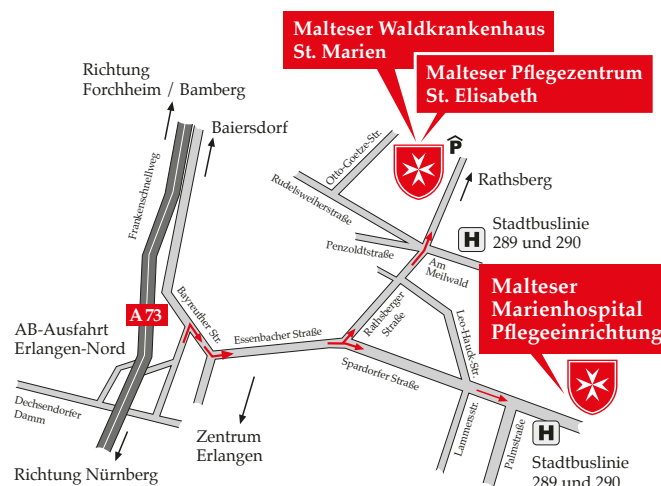 Malteser Waldkrankenhaus
St. Marien
Malteser Pflegezentrum
St. Elisabeth
Richtung
Forchheim / Bamberg
Baiersdorf
Otto-Goetze-Str.
P
Rathsberg
Rudelsweiherstraße
Frankenschnellweg
Penzoldtstraße
H
Stadtbuslinie
289 und 290
Am
Meilwald
Malteser
Marienhospital
Pflegeeinrichtung
A 73
Bayreuther Str.
AB-Ausfahrt
Erlangen-Nord
Essenbacher Straße
Rathsberger
Straße
Leo-Hauck-Str.
Spardorfer Straße
Dechsendorfer
Damm
Zentrum
Erlangen
Lammersstr.
Palmstraße
H
Richtung Nürnberg
Stadtbuslinie
289 und 290